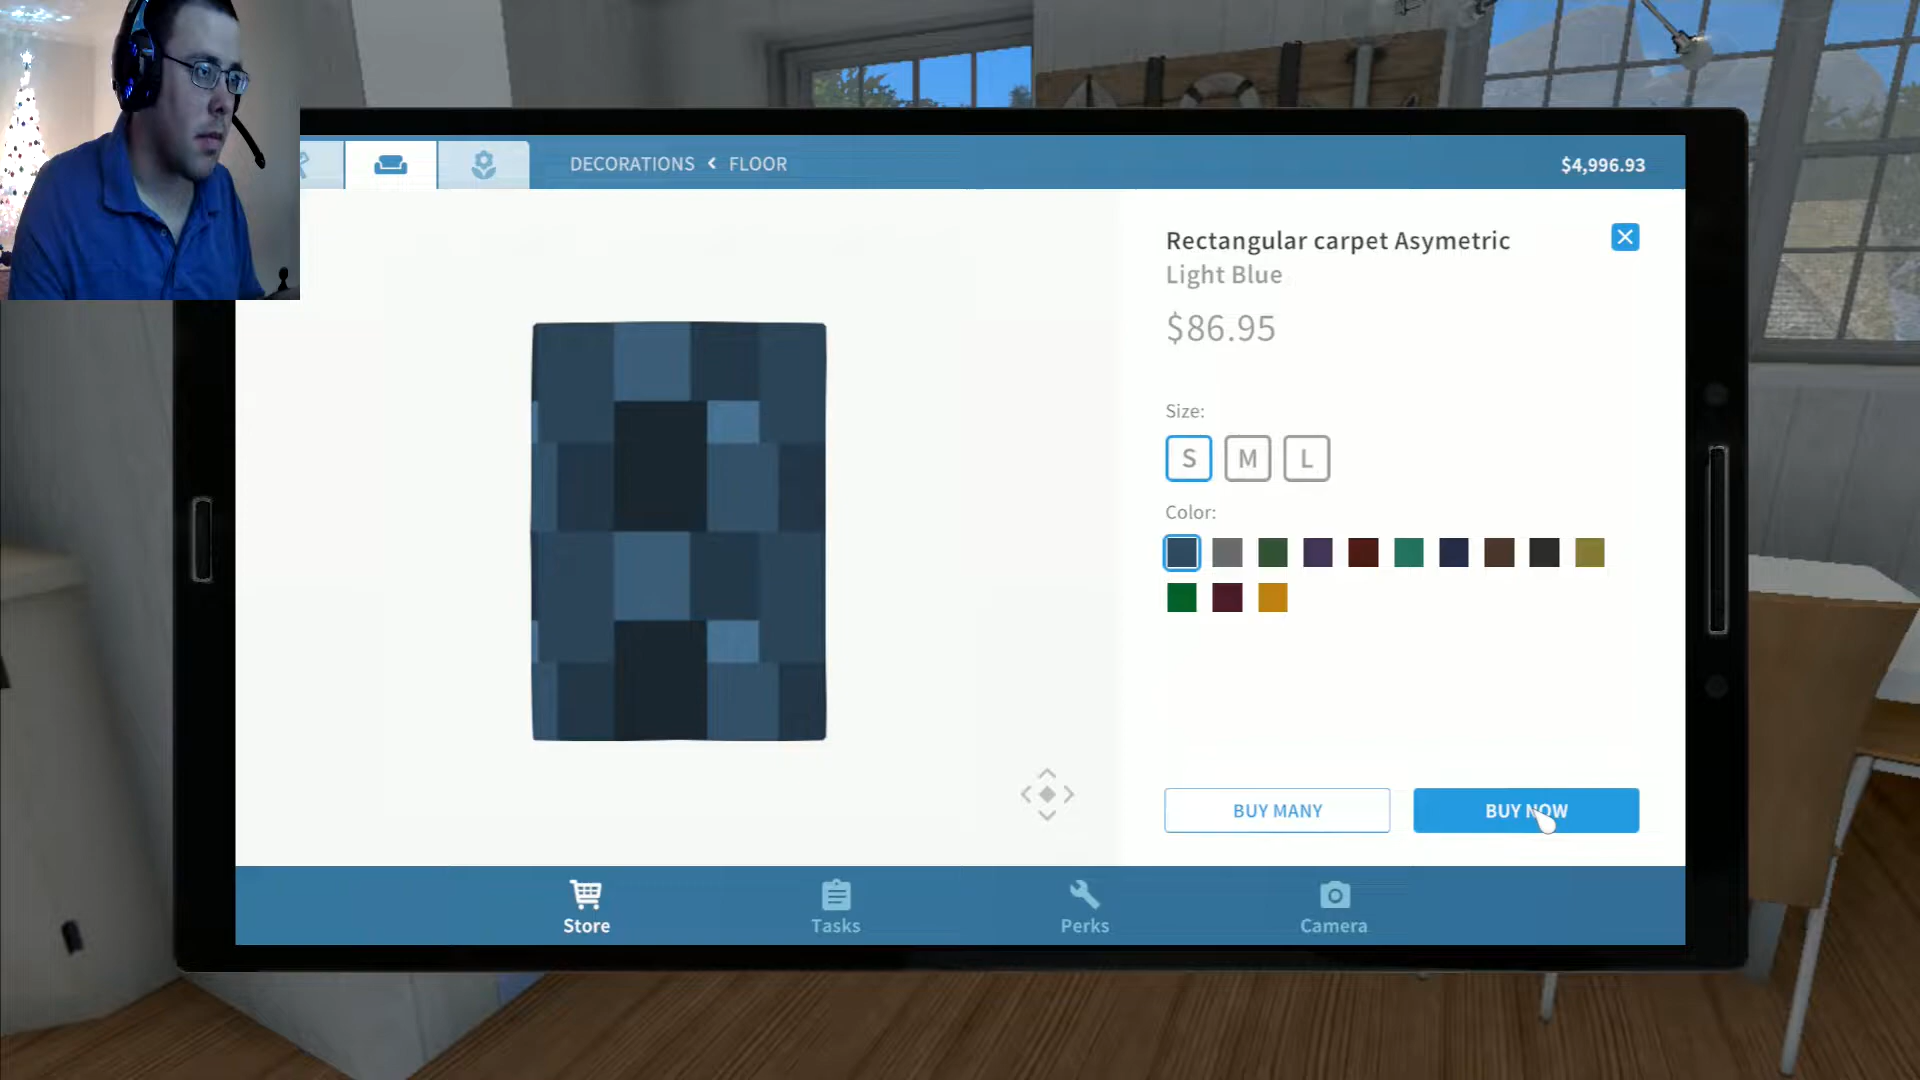 DECORATIONS < FLOOR
$4,996.93
Rectangular carpet Asymetric
Light Blue
$86.95
Size:
S M L
Color:
BUY MANY
BUY NOW
Store
Tasks
Perks
Camera